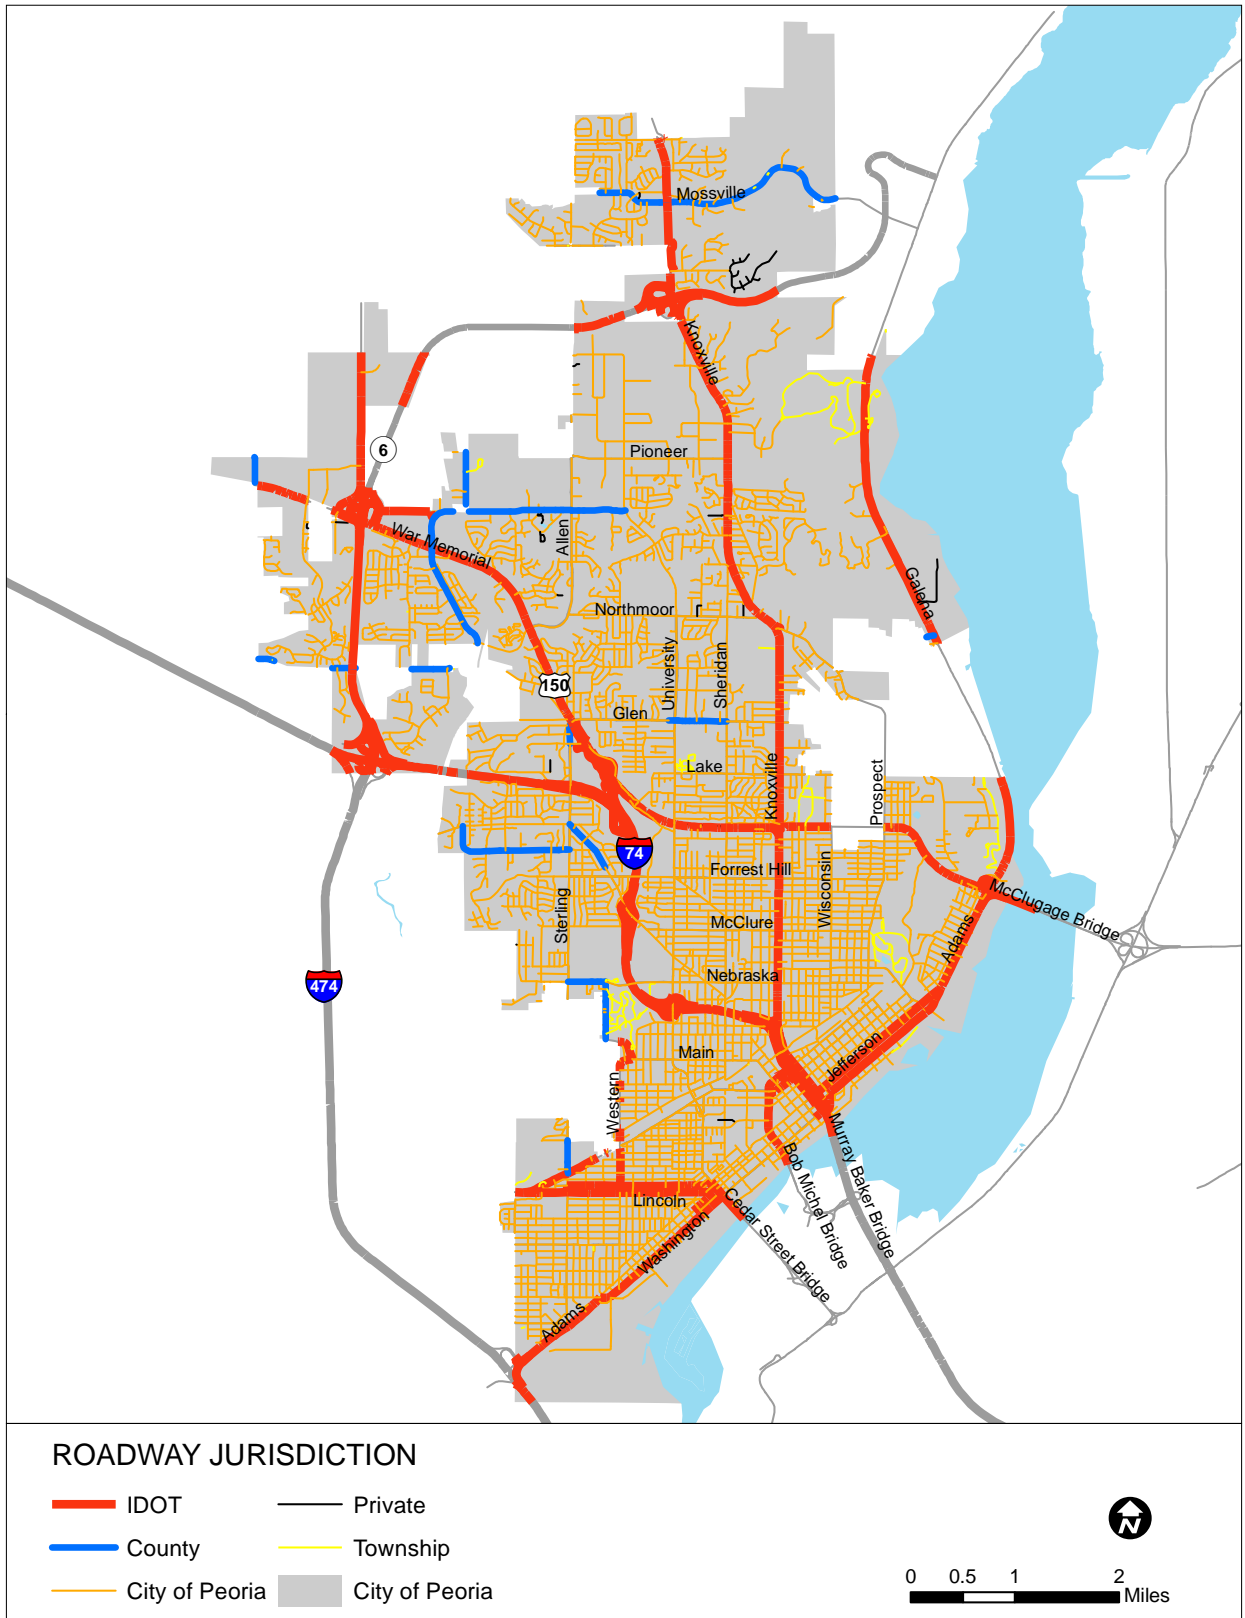 Mossville
Knoxville
6
Pioneer
War Memorial
Allen
Galena
Northmoor
University
Sheridan
150
Glen
Lake
Knoxville
Prospect
74
Forrest Hill
Wisconsin
McClugage Bridge
Sterling
McClure
Adams
Nebraska
474
Main
Jefferson
Western
Murray Baker Bridge
Bob Michel Bridge
Lincoln
Cedar Street Bridge
Washington
Adams
ROADWAY JURISDICTION
IDOT
Private
County
Township
City of Peoria
City of Peoria
N
0 0.5 1 2
Miles